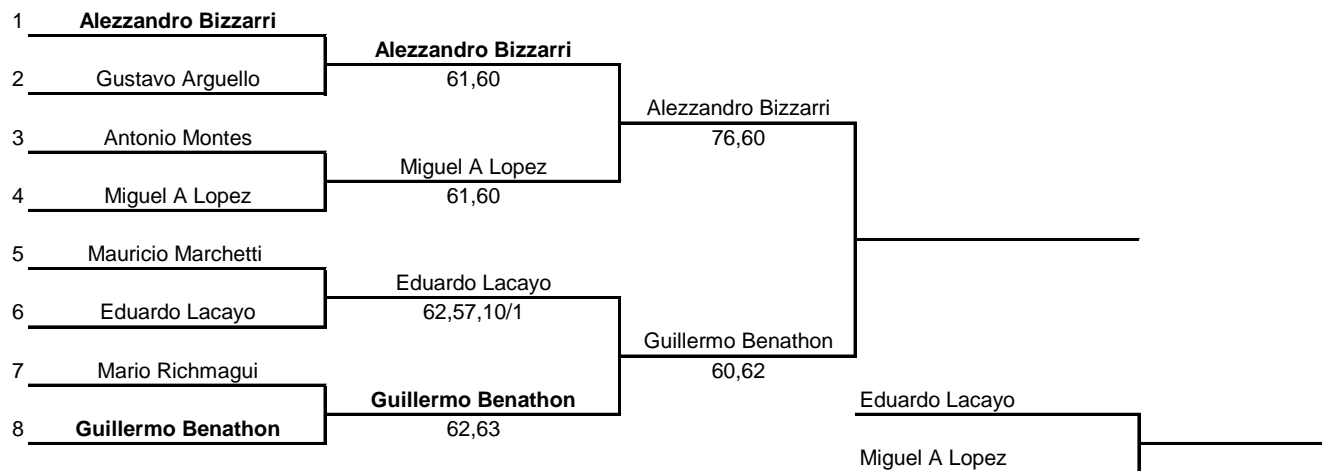 1 Alezzandro Bizzarri
Alezzandro Bizzarri
2 Gustavo Arguello 61,60
Alezzandro Bizzarri
3 Antonio Montes 76,60
Miguel A Lopez
4 Miguel A Lopez 61,60
5 Mauricio Marchetti
Eduardo Lacayo
6 Eduardo Lacayo 62,57,10/1
Guillermo Benathon
7 Mario Richmagui 60,62
Guillermo Benathon Eduardo Lacayo
8 Guillermo Benathon 62,63
Miguel A Lopez